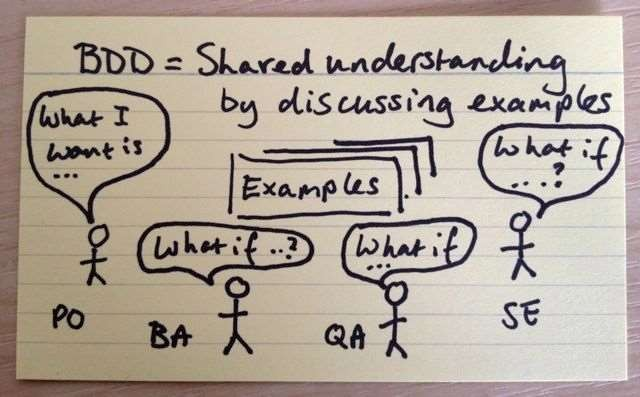 BDD = Shared understanding
by discussing examples
What I
want is
...
Examples
What if
....?
What if ..?
What if
...
PO
BA
QA
SE